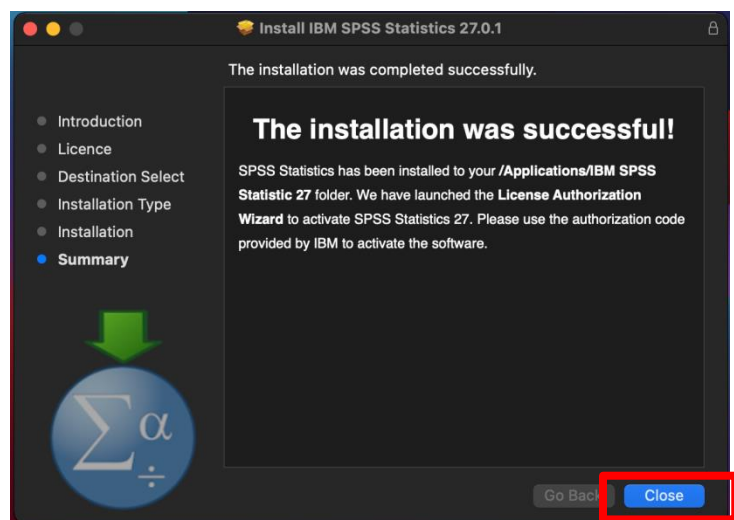 Install IBM SPSS Statistics 27.0.1
The installation was completed successfully.
Introduction
Licence
Destination Select
Installation Type
Installation
Summary
The installation was successful!
SPSS Statistics has been installed to your /Applications/IBM SPSS
Statistic 27 folder. We have launched the License Authorization
Wizard to activate SPSS Statistics 27. Please use the authorization code
provided by IBM to activate the software.
Σ α ÷
Go Back
Close